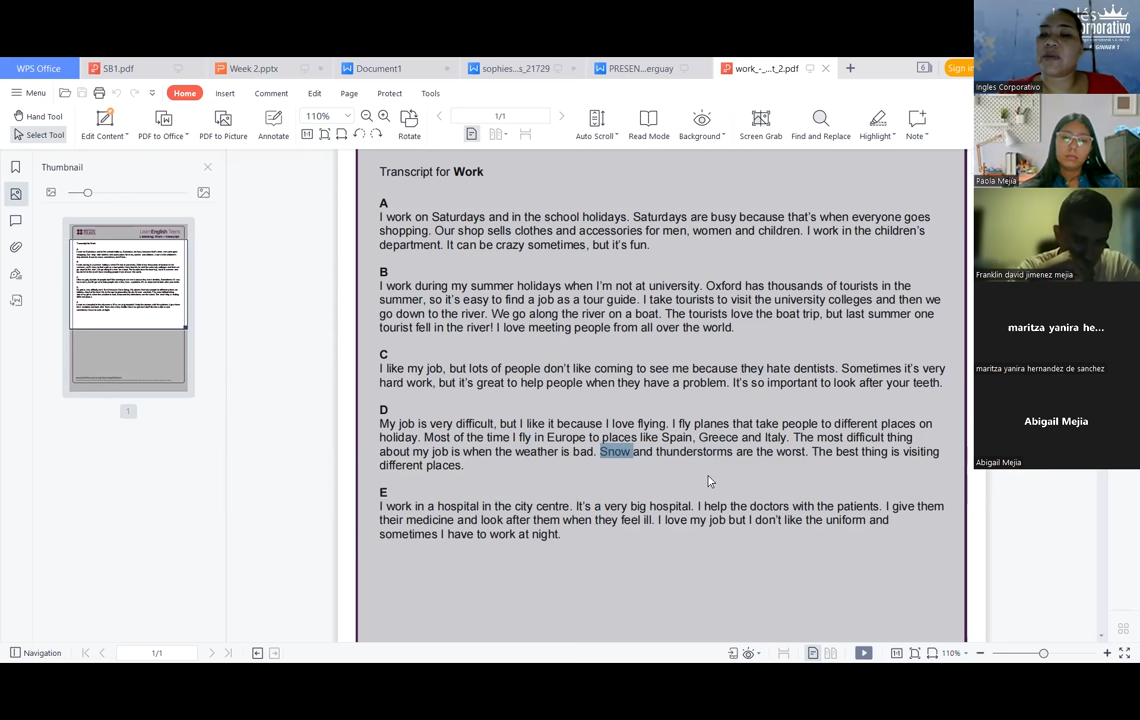 WPS Office
SB1.pdf
Week 2.pptx
Document1
sophies...s_21729
PRESEN...erguay
work_-_...t_2.pdf
Sign in
Menu
Home
Insert
Comment
Edit
Page
Protect
Tools
Hand Tool
Select Tool
Edit Content
PDF to Office
PDF to Picture
Annotate
110%
Rotate
1/1
Auto Scroll
Read Mode
Background
Screen Grab
Find and Replace
Highlight
Note
Thumbnail
1
Transcript for Work
A
I work on Saturdays and in the school holidays. Saturdays are busy because that's when everyone goes
shopping. Our shop sells clothes and accessories for men, women and children. I work in the children's
department. It can be crazy sometimes, but it's fun.
B
I work during my summer holidays when I'm not at university. Oxford has thousands of tourists in the
summer, so it's easy to find a job as a tour guide. I take tourists to visit the university colleges and then we
go down to the river. We go along the river on a boat. The tourists love the boat trip, but last summer one
tourist fell in the river! I love meeting people from all over the world.
C
I like my job, but lots of people don't like coming to see me because they hate dentists. Sometimes it's very
hard work, but it's great to help people when they have a problem. It's so important to look after your teeth.
D
My job is very difficult, but I like it because I love flying. I fly planes that take people to different places on
holiday. Most of the time I fly in Europe to places like Spain, Greece and Italy. The most difficult thing
about my job is when the weather is bad. Snow and thunderstorms are the worst. The best thing is visiting
different places.
E
I work in a hospital in the city centre. It's a very big hospital. I help the doctors with the patients. I give them
their medicine and look after them when they feel ill. I love my job but I don't like the uniform and
sometimes I have to work at night.
Navigation
1/1
110%
Ingles Corporativo
Paola Mejia
Franklin david jimenez mejia
maritza yanira he...
maritza yanira hernandez de sanchez
Abigail Mejia
Abigail Mejia